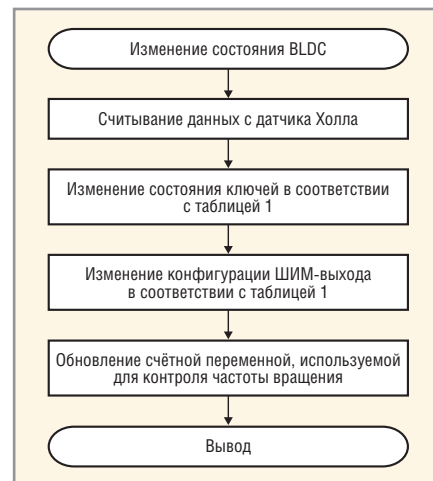 Изменение состояния BLDC
Считывание данных с датчика Холла
Изменение состояния ключей в соответствии
с таблицей 1
Изменение конфигурации ШИМ-выхода
в соответствии с таблицей 1
Обновление счётной переменной, используемой
для контроля частоты вращения
Вывод